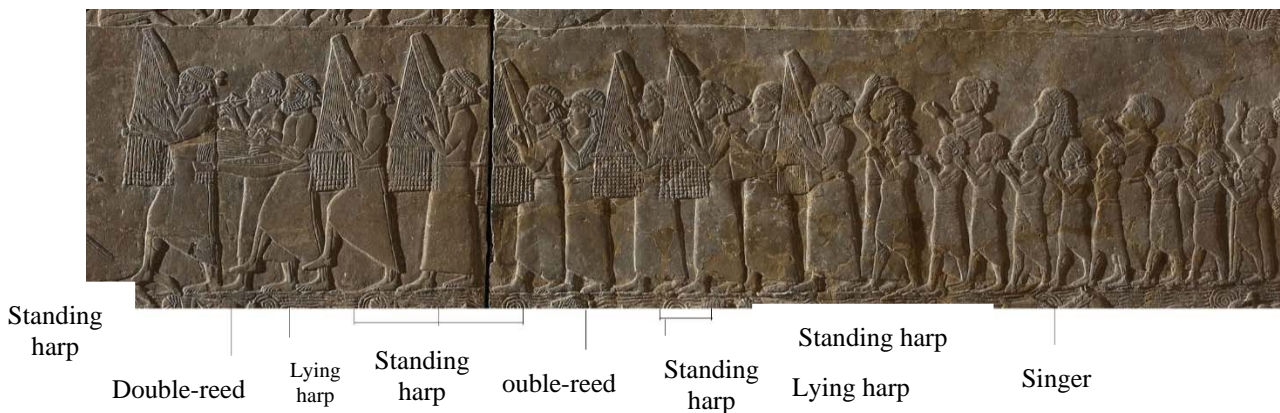 Standing
harp
Double-reed
Lying
harp
Standing
harp
ouble-reed
Standing
harp
Standing harp
Lying harp
Singer